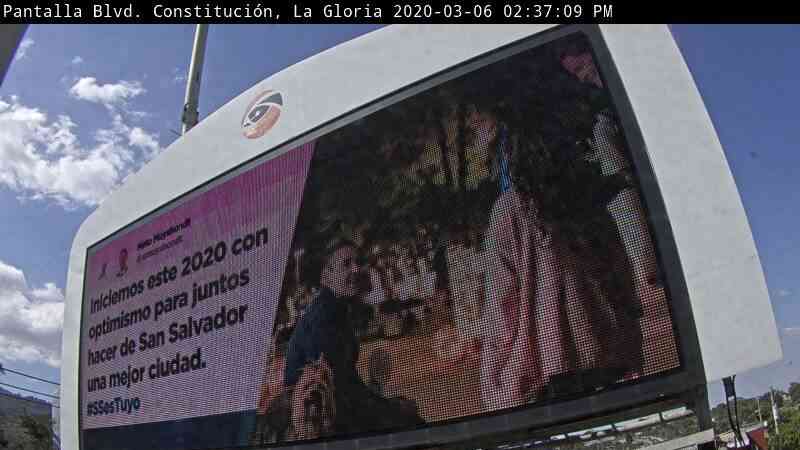 Pantalla Blvd. Constitución, La Gloria 2020-03-06 02:37:09 PM
Iniciemos este 2020 con
optimismo para juntos
hacer de San Salvador
una mejor ciudad.
#SSesTuyo